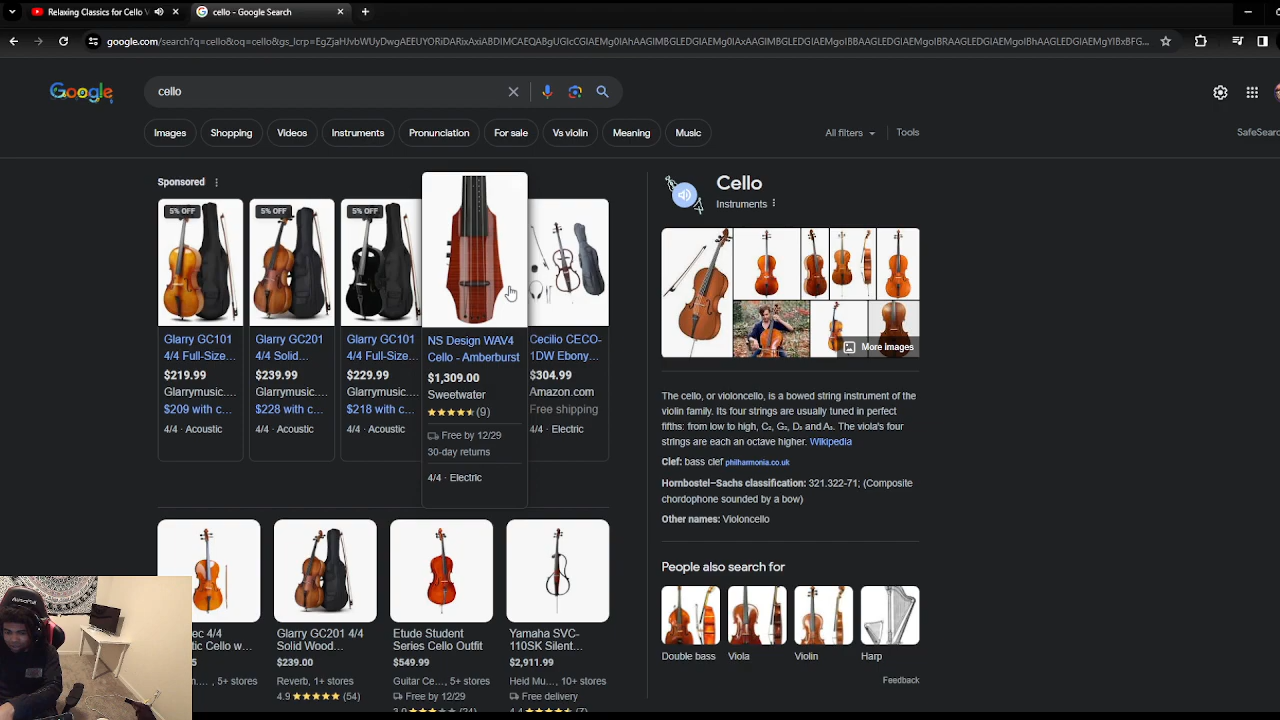 Relaxing Classics for Cello
cello - Google Search
google.com/search?q=cello&oq=cello&gs_lcrp=
Google
cello
Images
Shopping
Videos
Instruments
Pronunciation
For sale
Vs violin
Meaning
Music
All filters
Tools
SafeSearc
Sponsored
5% OFF
Glarry GC101
4/4 Full-Size...
$219.99
Glarrymusic....
$209 with c...
4/4 · Acoustic
5% OFF
Glarry GC201
4/4 Solid...
$239.99
Glarrymusic....
$228 with c...
4/4 · Acoustic
5% OFF
Glarry GC101
4/4 Full-Size...
$229.99
Glarrymusic....
$218 with c...
4/4 · Acoustic
NS Design WAV4
Cello - Amberburst
$1,309.00
Sweetwater
(9)
Free by 12/29
30-day returns
4/4 · Electric
Cecilio CECO-
1DW Ebony...
$304.99
Amazon.com
Free shipping
4/4 · Electric
Cello
Instruments
More images
The cello, or violoncello, is a bowed string instrument of the
violin family. Its four strings are usually tuned in perfect
fifths: from low to high, C₂, G₂, D₃ and A₃. The viola's four
strings are each an octave higher. Wikipedia
Clef: bass clef philharmonia.co.uk
Hornbostel–Sachs classification: 321.322-71; (Composite
chordophone sounded by a bow)
Other names: Violoncello
People also search for
Double bass
Viola
Violin
Harp
Feedback
ec 4/4
tic Cello w...
5+ stores
Glarry GC201 4/4
Solid Wood...
$239.00
Reverb, 1+ stores
4.9 (54)
Etude Student
Series Cello Outfit
$549.99
Guitar Ce..., 5+ stores
Free by 12/29
Yamaha SVC-
110SK Silent...
$2,911.99
Heid Mu..., 10+ stores
Free delivery